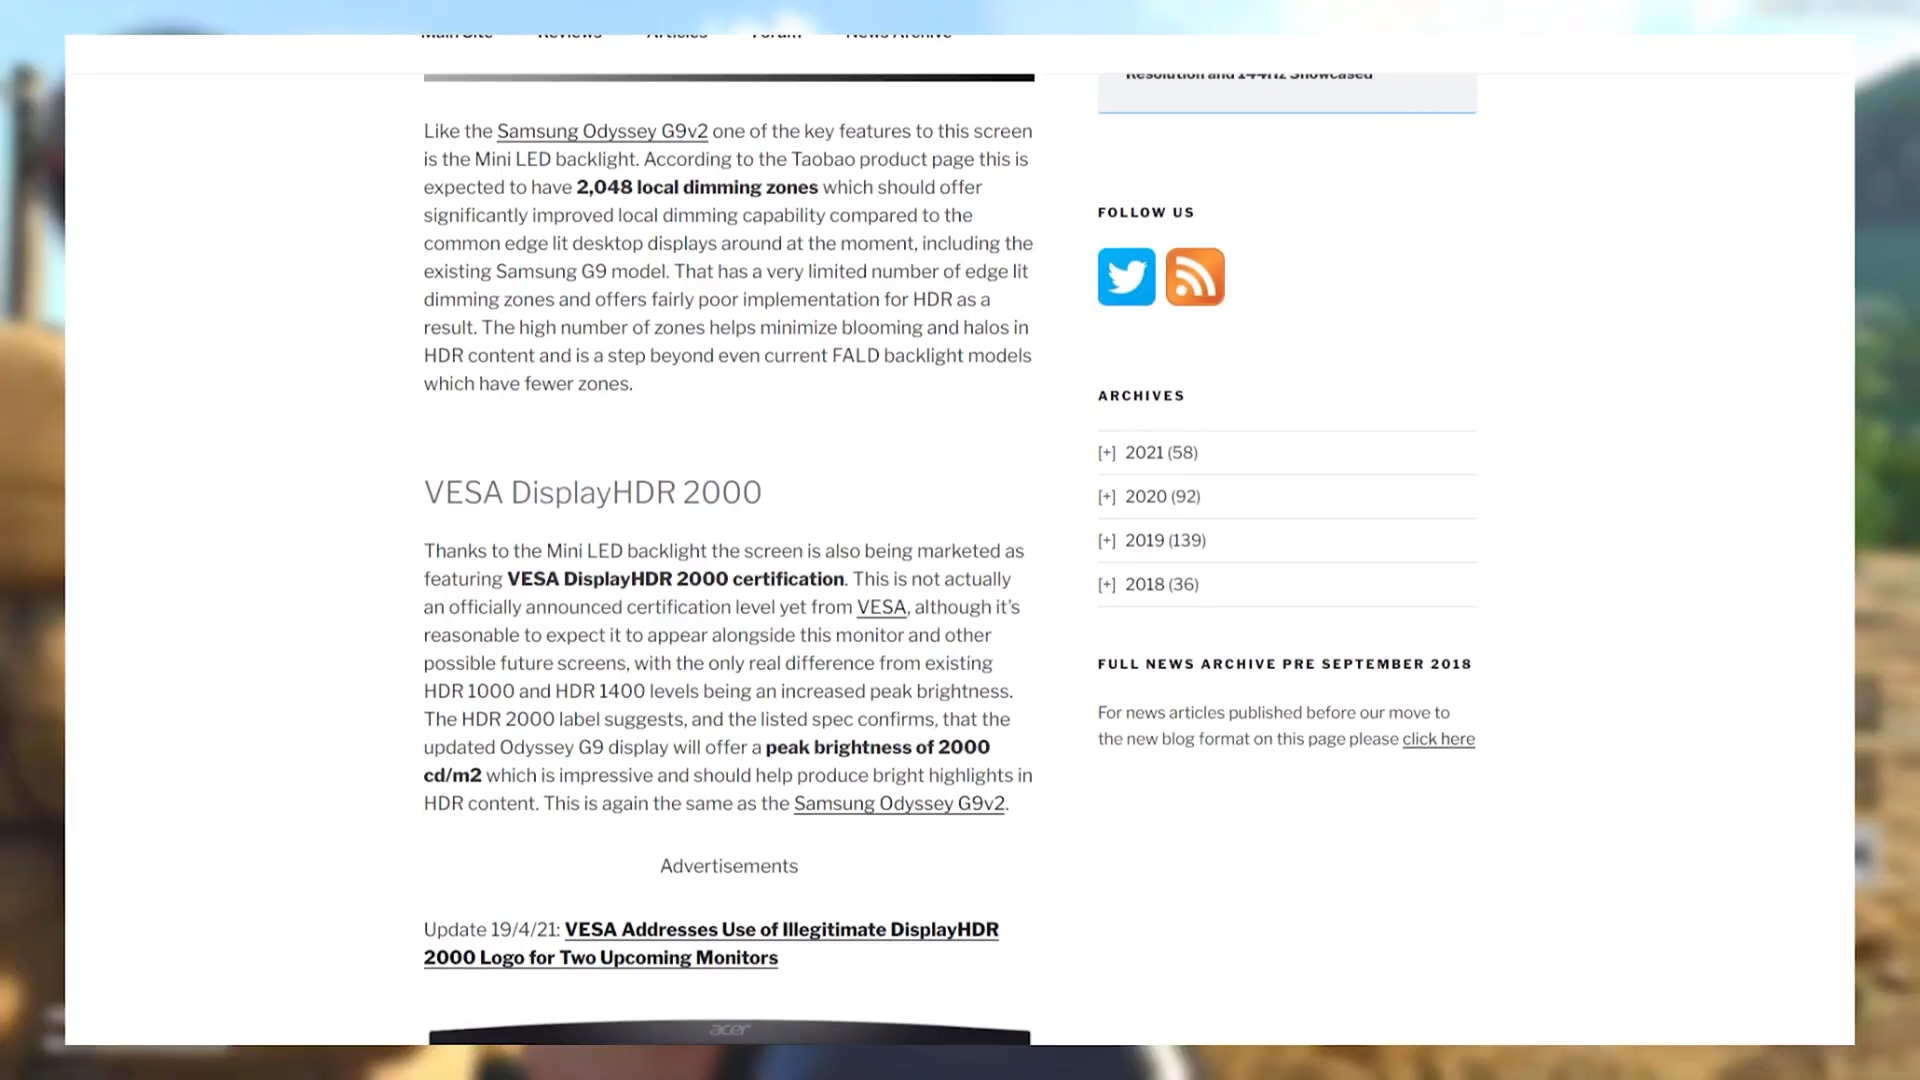 Main Site Reviews Articles Forum News Archive
Resolution and 144Hz Showcased
Like the Samsung Odyssey G9v2 one of the key features to this screen
is the Mini LED backlight. According to the Taobao product page this is
expected to have 2,048 local dimming zones which should offer
significantly improved local dimming capability compared to the
common edge lit desktop displays around at the moment, including the
existing Samsung G9 model. That has a very limited number of edge lit
dimming zones and offers fairly poor implementation for HDR as a
result. The high number of zones helps minimize blooming and halos in
HDR content and is a step beyond even current FALD backlight models
which have fewer zones.
VESA DisplayHDR 2000
Thanks to the Mini LED backlight the screen is also being marketed as
featuring VESA DisplayHDR 2000 certification. This is not actually
an officially announced certification level yet from VESA, although it's
reasonable to expect it to appear alongside this monitor and other
possible future screens, with the only real difference from existing
HDR 1000 and HDR 1400 levels being an increased peak brightness.
The HDR 2000 label suggests, and the listed spec confirms, that the
updated Odyssey G9 display will offer a peak brightness of 2000
cd/m2 which is impressive and should help produce bright highlights in
HDR content. This is again the same as the Samsung Odyssey G9v2.
Advertisements
Update 19/4/21: VESA Addresses Use of Illegitimate DisplayHDR
2000 Logo for Two Upcoming Monitors
acer
FOLLOW US
ARCHIVES
[+] 2021 (58)
[+] 2020 (92)
[+] 2019 (139)
[+] 2018 (36)
FULL NEWS ARCHIVE PRE SEPTEMBER 2018
For news articles published before our move to
the new blog format on this page please click here